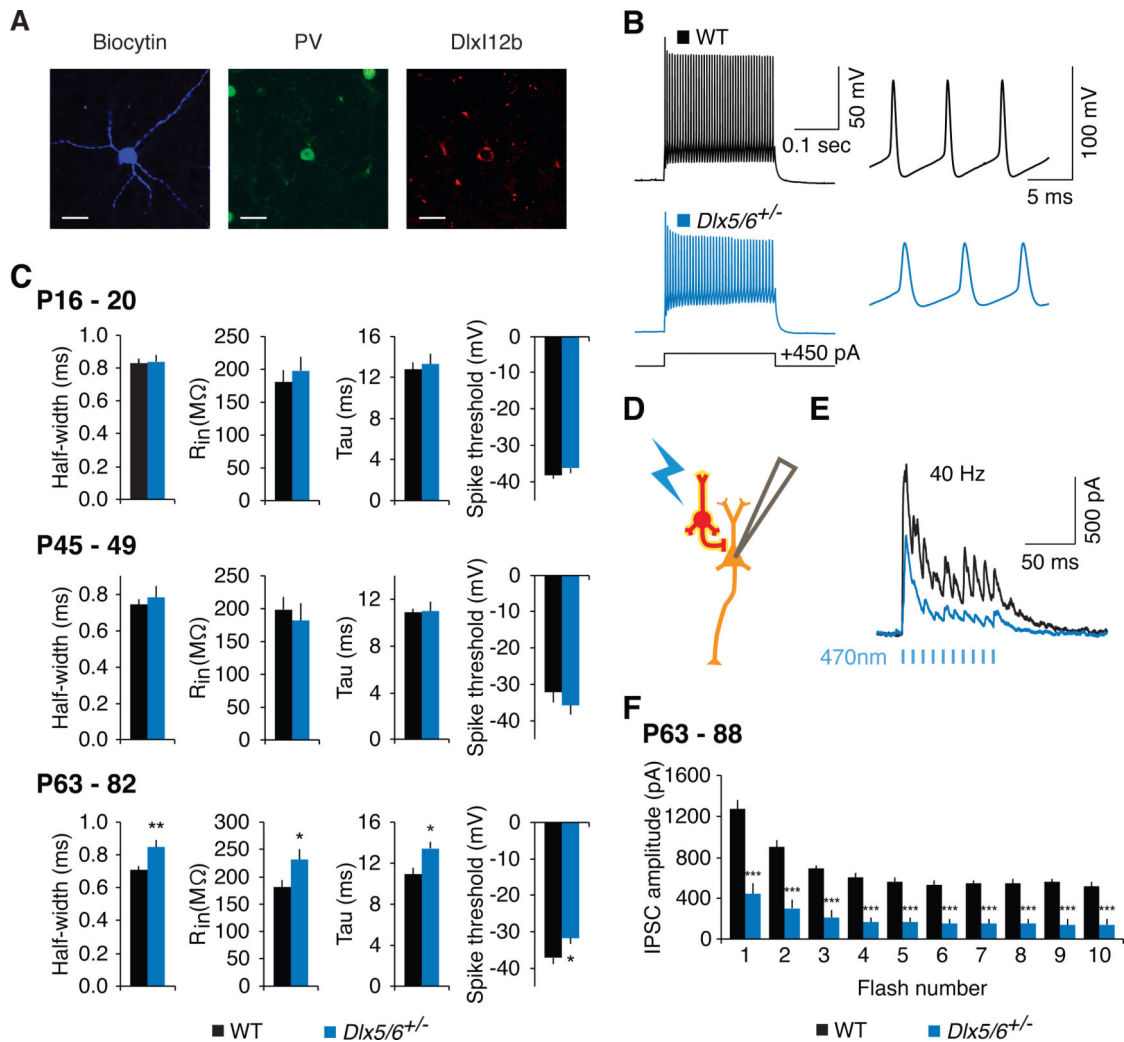 A
Biocytin PV DlxI12b
B
WT
50 mV
0.1 sec
100 mV
5 ms
Dlx5/6+/-
+450 pA
C
P16 - 20
Half-width (ms)
1.0
0.8
0.6
0.4
0.2
0.0
Rin(MΩ)
250
200
150
100
50
0
Tau (ms)
16
12
8
4
0
Spike threshold (mV)
0
-10
-20
-30
-40
P45 - 49
Half-width (ms)
1.0
0.8
0.6
0.4
0.2
0.0
Rin(MΩ)
250
200
150
100
50
0
Tau (ms)
12
8
4
0
Spike threshold (mV)
0
-10
-20
-30
-40
P63 - 82
Half-width (ms)
1.0
0.8
0.6
0.4
0.2
0.0
**
Rin(MΩ)
300
250
200
150
100
50
0
*
Tau (ms)
16
12
8
4
0
*
Spike threshold (mV)
0
-10
-20
-30
-40
*
WT Dlx5/6+/-
D
E
40 Hz
500 pA
50 ms
470nm
F
P63 - 88
IPSC amplitude (pA)
1600
1200
800
400
0
*** *** *** *** *** *** *** *** *** ***
1 2 3 4 5 6 7 8 9 10
Flash number
WT Dlx5/6+/-